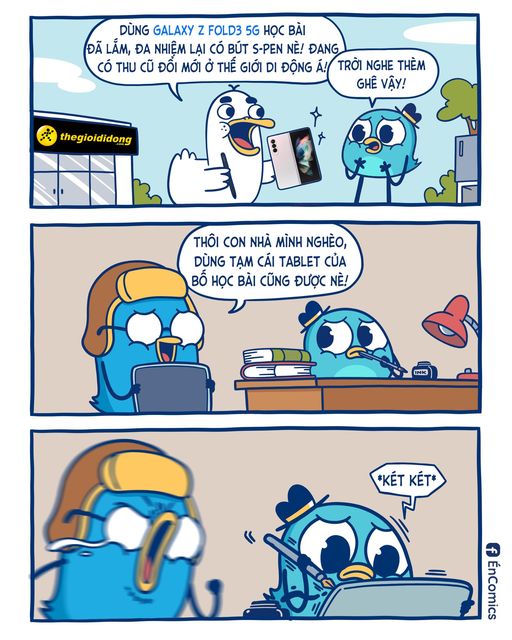 DÙNG GALAXY Z FOLD3 5G HỌC BÀI
ĐÃ LẮM, ĐA NHIỆM LẠI CÓ BÚT S-PEN NÈ! ĐANG
CÓ THU CŨ ĐỔI MỚI Ở THẾ GIỚI DI ĐỘNG Á!
TRỜI NGHE THÈM
GHÊ VẬY!
thegioididong
.com
THÔI CON NHÀ MÌNH NGHÈO,
DÙNG TẠM CÁI TABLET CỦA
BỐ HỌC BÀI CŨNG ĐƯỢC NÈ!
INK
*KÉT KÉT*
ÉnComics